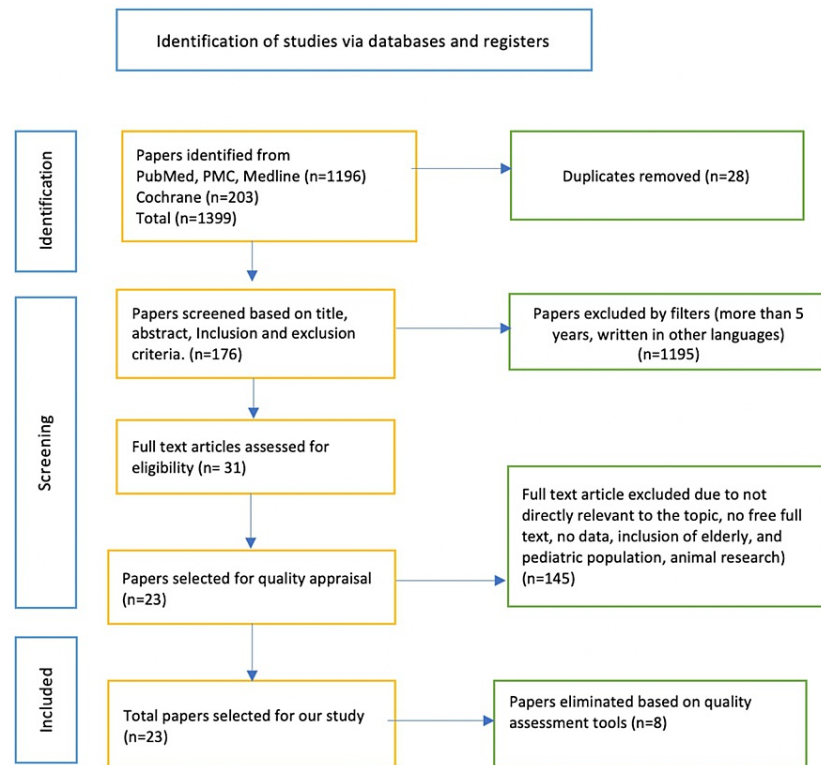 Identification of studies via databases and registers
Identification
Papers identified from
PubMed, PMC, Medline (n=1196)
Cochrane (n=203)
Total (n=1399)
Duplicates removed (n=28)
Screening
Papers screened based on title,
abstract, Inclusion and exclusion
criteria. (n=176)
Papers excluded by filters (more than 5
years, written in other languages)
(n=1195)
Full text articles assessed for
eligibility (n= 31)
Full text article excluded due to not
directly relevant to the topic, no free full
text, no data, inclusion of elderly, and
pediatric population, animal research)
(n=145)
Papers selected for quality appraisal
(n=23)
Included
Total papers selected for our study
(n=23)
Papers eliminated based on quality
assessment tools (n=8)